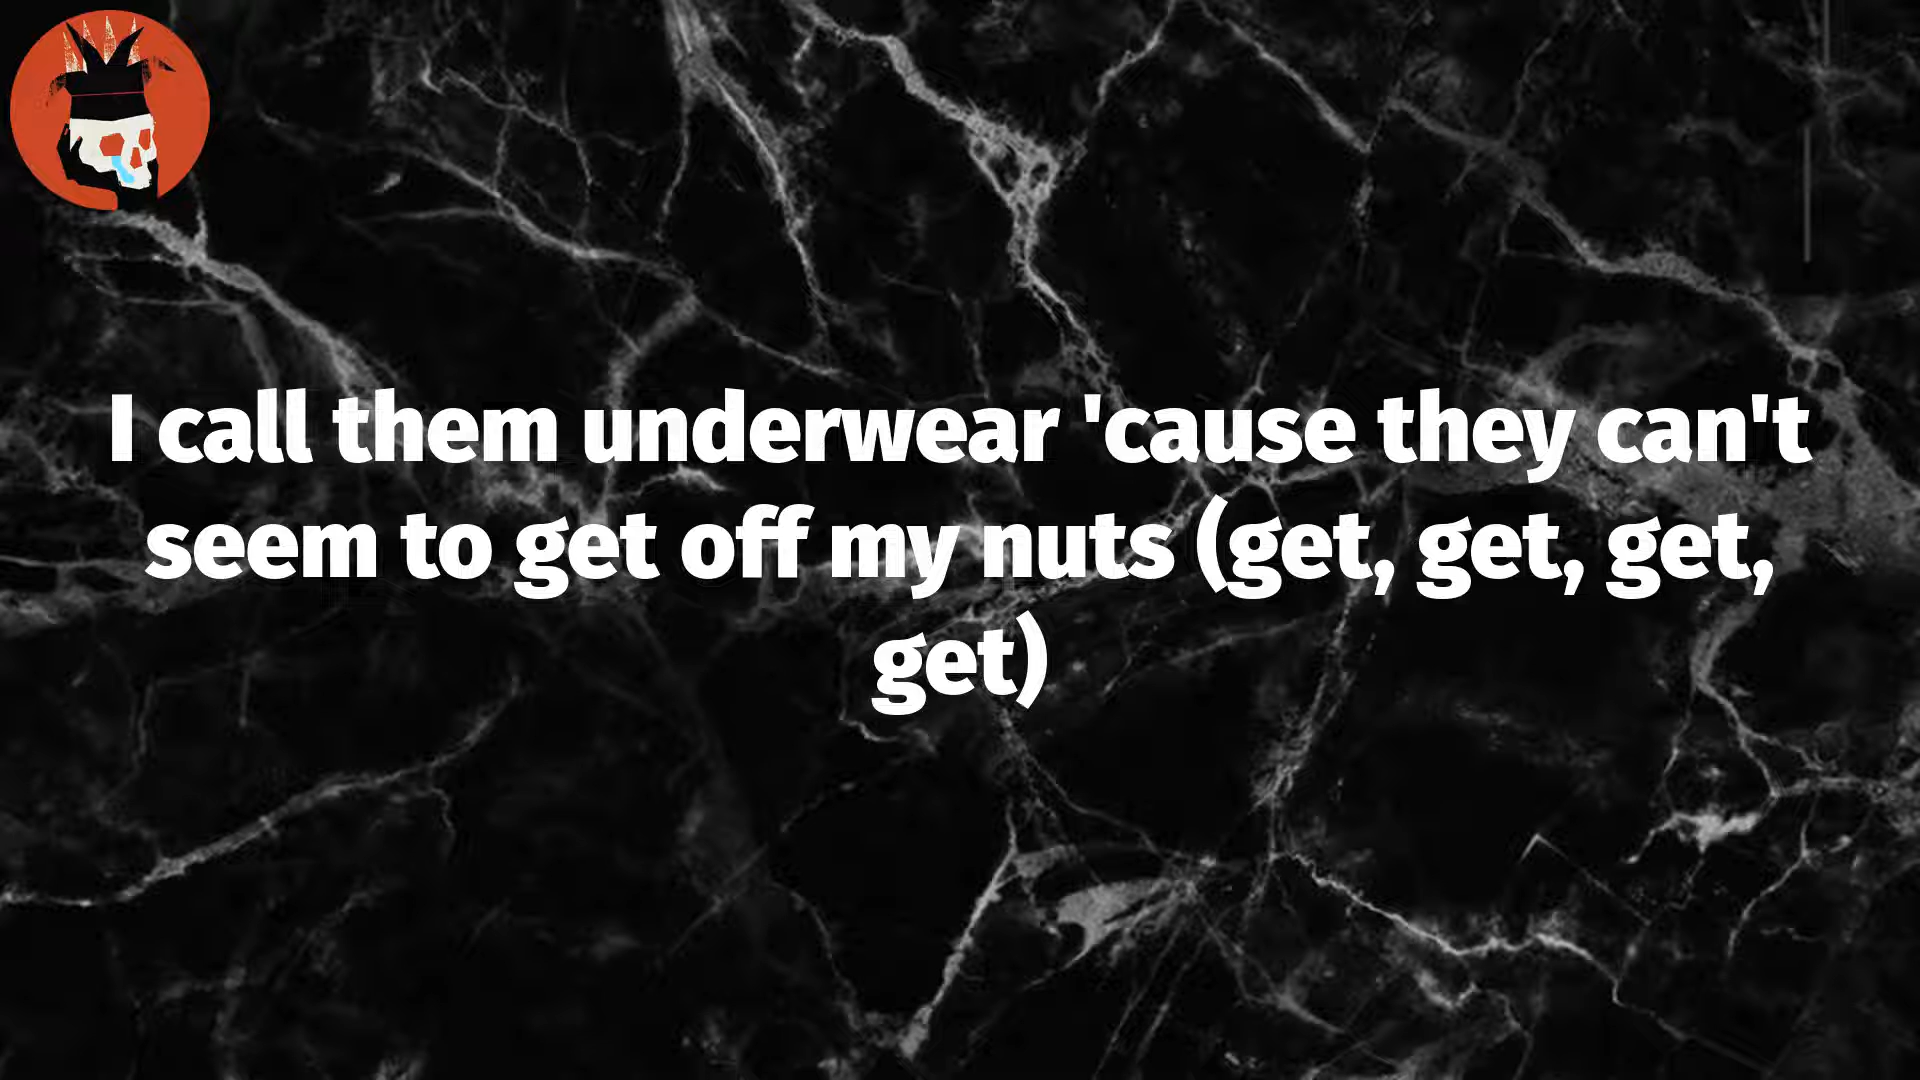 I call them underwear 'cause they can't
seem to get off my nuts (get, get, get,
get)